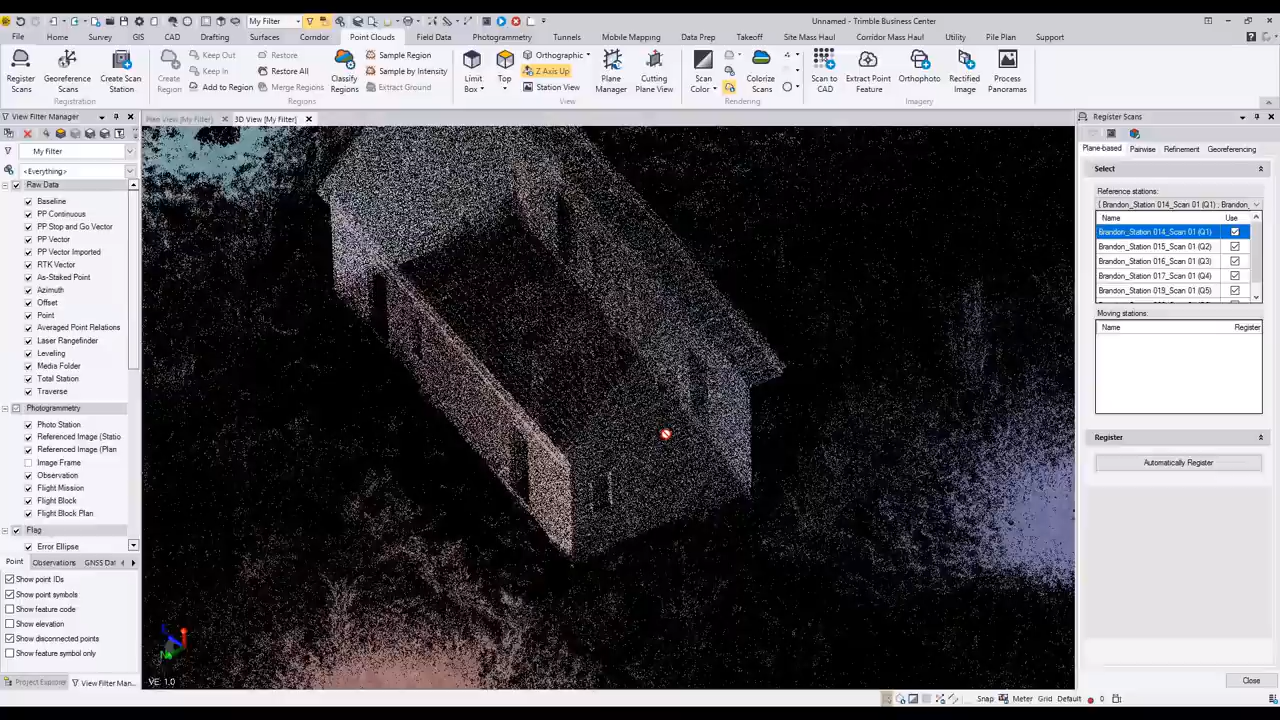 My Filter
Unnamed - Trimble Business Center
File Home Survey GIS CAD Drafting Surfaces Corridor Point Clouds Field Data Photogrammetry Tunnels Mobile Mapping Data Prep Takeoff Site Mass Haul Corridor Mass Haul Utility Pile Plan Support
Register Scans
Georeference Scans
Create Scan Station
Registration
Create Region
Keep Out
Keep In
Add to Region
Restore
Restore All
Merge Regions
Regions
Classify Regions
Sample Region
Sample by Intensity
Extract Ground
Limit Box
Top
Orthographic
Z Axis Up
Station View
View
Plane Manager
Cutting Plane View
Scan Color
Colorize Scans
Rendering
Scan to CAD
Extract Point Feature
Orthophoto
Rectified Image
Process Panoramas
Imagery
View Filter Manager
My Filter
<Everything>
Raw Data
Baseline
PP Continuous
PP Stop and Go Vector
PP Vector
PP Vector Imported
RTK Vector
As-Staked Point
Azimuth
Offset
Point
Averaged Point Relations
Laser Rangefinder
Leveling
Media Folder
Total Station
Traverse
Photogrammetry
Photo Station
Referenced Image (Statio
Referenced Image (Plan
Image Frame
Observation
Flight Mission
Flight Block
Flight Block Plan
Flag
Error Ellipse
Point Observations GNSS Dat
Show point IDs
Show point symbols
Show feature code
Show elevation
Show disconnected points
Show feature symbol only
Project Explorer View Filter Man...
Plan View [My Filter]
3D View [My Filter]
VE: 1.0
Register Scans
Plane-based Pairwise Refinement Georeferencing
Select
Reference stations:
( Brandon_Station 014_Scan 01 (Q1) ; Brandon_
Name Use
Brandon_Station 014_Scan 01 (Q1)
Brandon_Station 015_Scan 01 (Q2)
Brandon_Station 016_Scan 01 (Q3)
Brandon_Station 017_Scan 01 (Q4)
Brandon_Station 019_Scan 01 (Q5)
Moving stations:
Name Register
Register
Automatically Register
Close
Snap Meter Grid Default 0